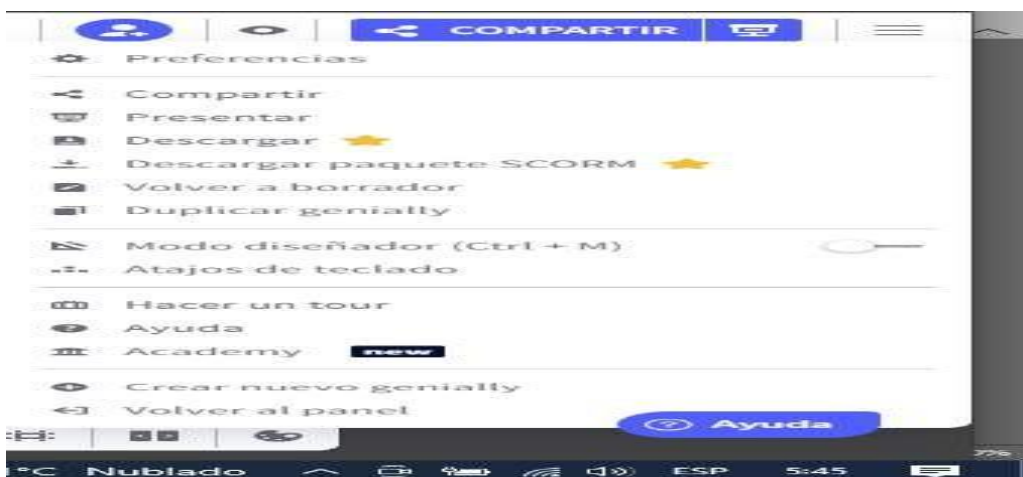 COMPARTIR
Preferencias
Compartir
Presentar
Descargar
Descargar paquete SCORM
Volver a borrador
Duplicar genially
Modo diseñador (Ctrl + M)
Atajos de teclado
Hacer un tour
Ayuda
Academy new
Crear nuevo genially
Volver al panel
Ayuda
°C Nublado ESP 5:45